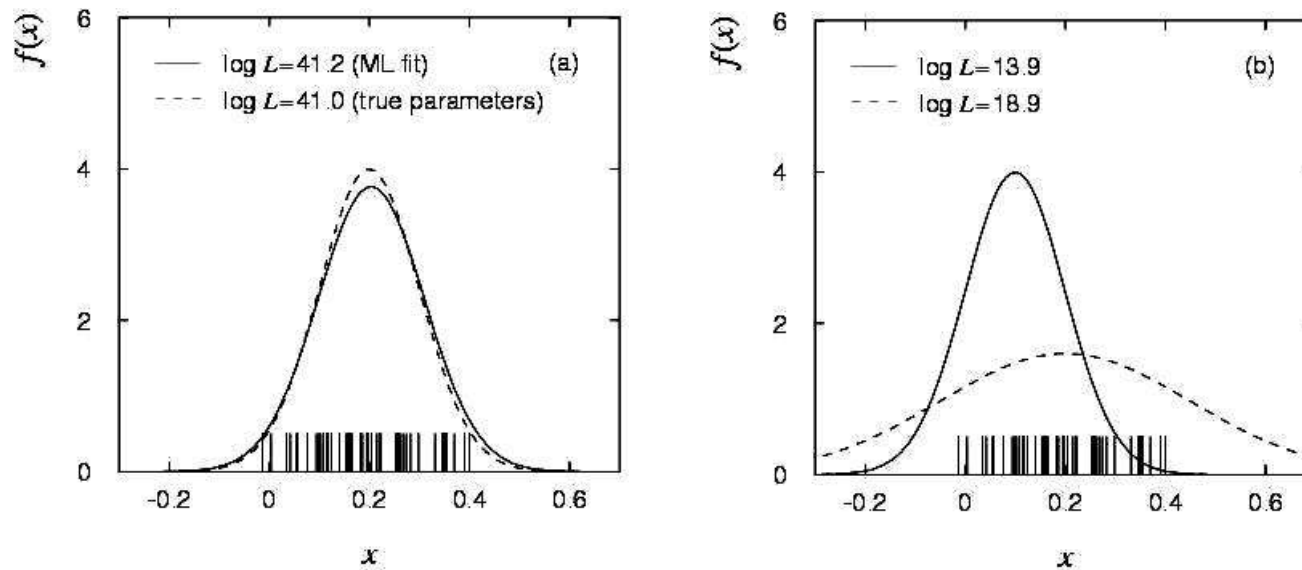 f(x)
6
4
2
0
log L=41.2 (ML fit)
(a)
log L=41.0 (true parameters)
-0.2 0 0.2 0.4 0.6
x
f(x)
6
4
2
0
log L=13.9
(b)
log L=18.9
-0.2 0 0.2 0.4 0.6
x